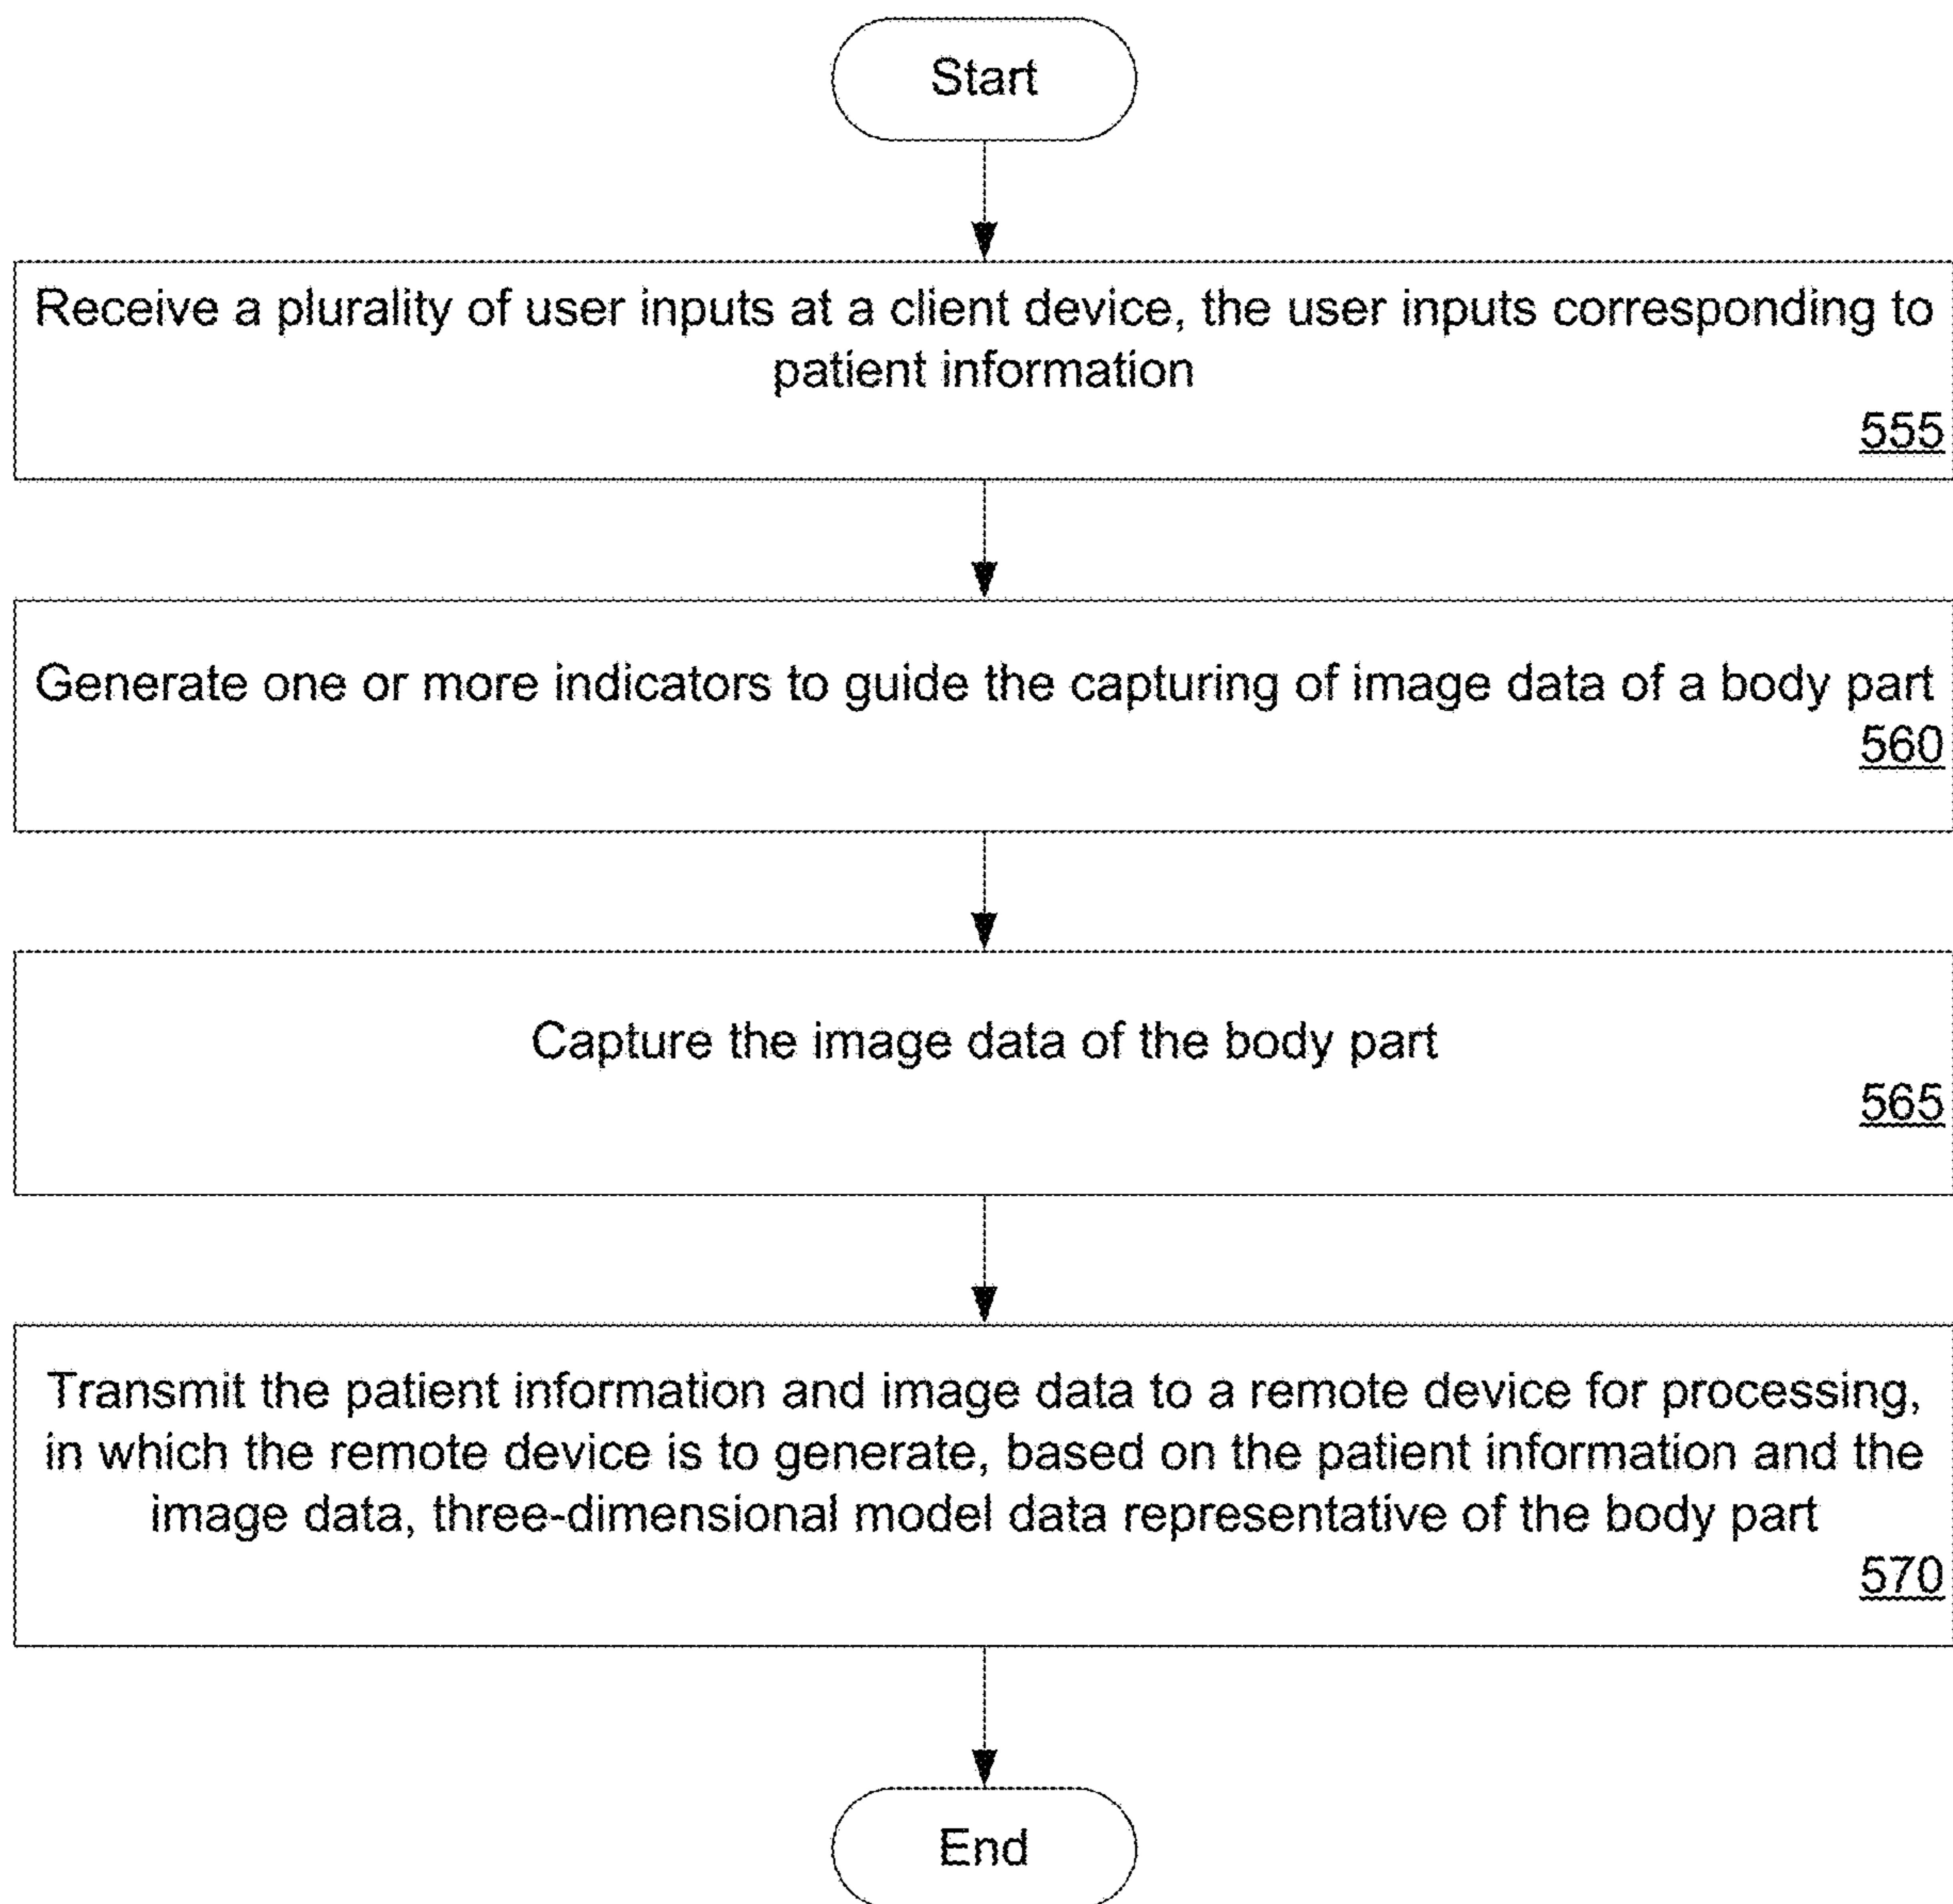 Start
Receive a plurality of user inputs at a client device, the user inputs corresponding to
patient information
555
Generate one or more indicators to guide the capturing of image data of a body part
560
Capture the image data of the body part
565
Transmit the patient information and image data to a remote device for processing,
in which the remote device is to generate, based on the patient information and the
image data, three-dimensional model data representative of the body part
570
End